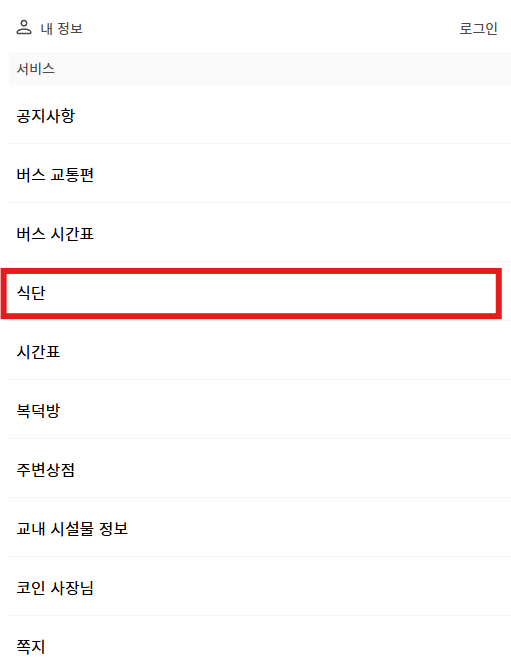 내 정보 로그인
서비스
공지사항
버스 교통편
버스 시간표
식단
시간표
복덕방
주변상점
교내 시설물 정보
코인 사장님
쪽지